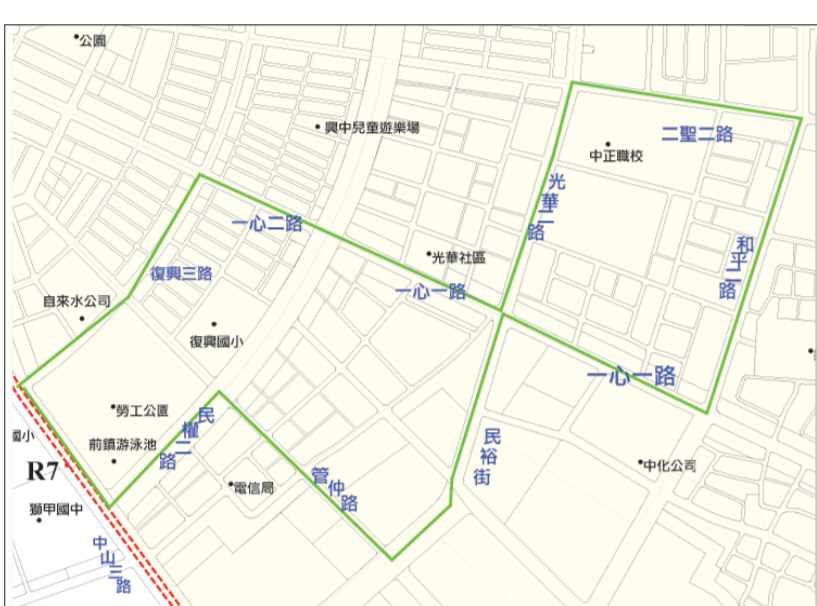 公園
興中兒童遊樂場
二聖二路
中正職校
光華二路
一心二路
和平二路
光華社區
復興三路
一心一路
自來水公司
復興國小
一心一路
勞工公園
民權二路
國小
前鎮游泳池
民裕街
R7
中化公司
電信局
管仲路
獅甲國中
中山三路